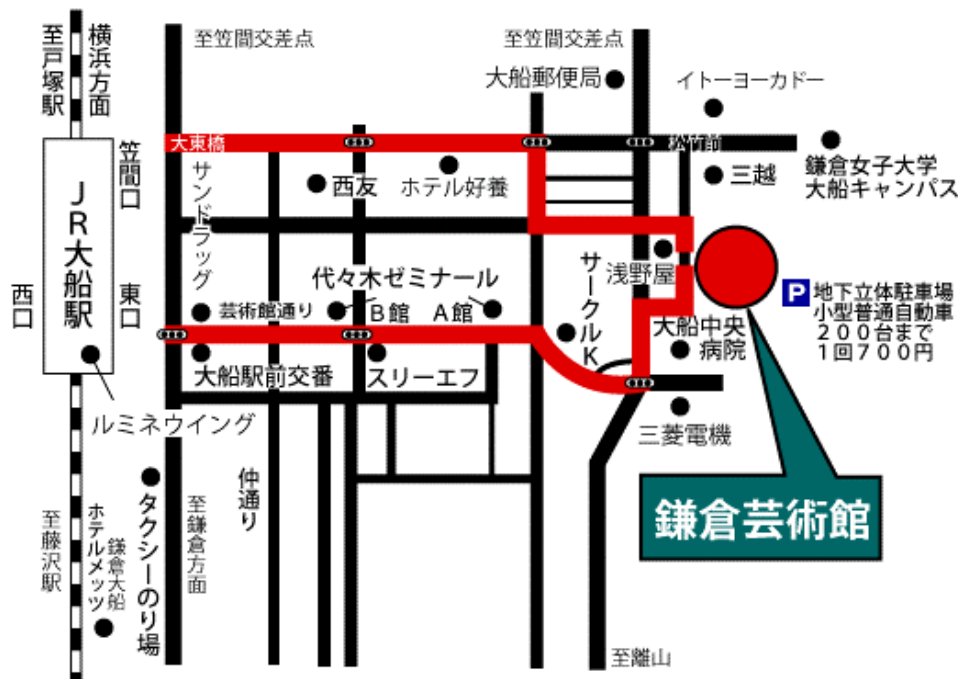 至戸塚駅
横浜方面
至笠間交差点
至笠間交差点
大船郵便局
イトーヨーカドー
大東橋
松竹前
笠間口
サンドラッグ
西友
ホテル好養
三越
鎌倉女子大学
大船キャンパス
JR大船駅
西口
東口
代々木ゼミナール
芸術館通り
B館
A館
サークルK
浅野屋
P
地下立体駐車場
小型普通自動車
200台まで
1回700円
大船中央
病院
大船駅前交番
スリーエフ
ルミネウイング
三菱電機
タクシーのり場
至鎌倉方面
仲通り
鎌倉芸術館
至藤沢駅
ホテルメッツ
鎌倉大船
至離山